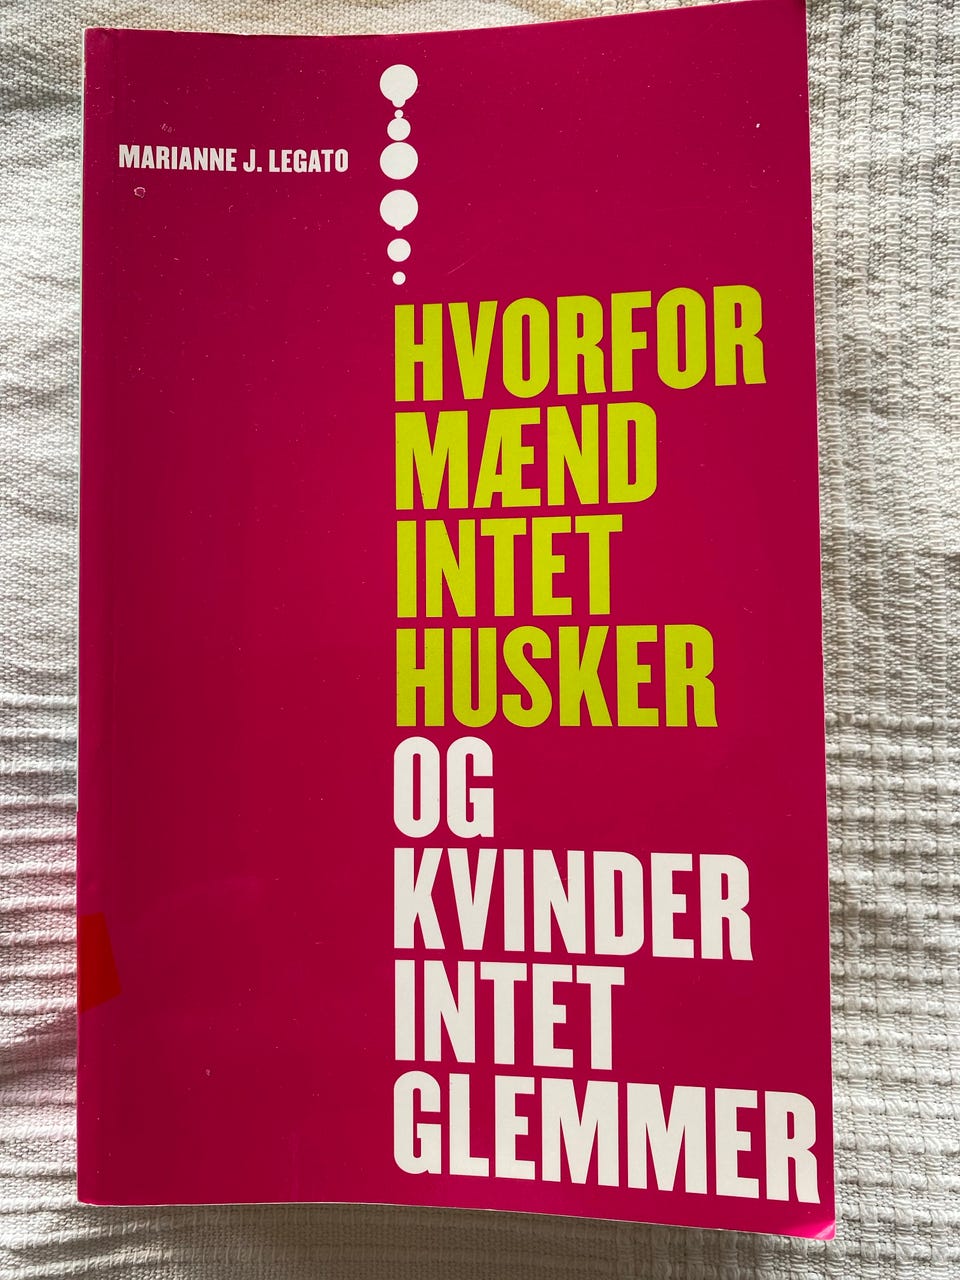 MARIANNE J. LEGATO
HVORFOR
MÆND
INTET
HUSKER
OG
KVINDER
INTET
GLEMMER